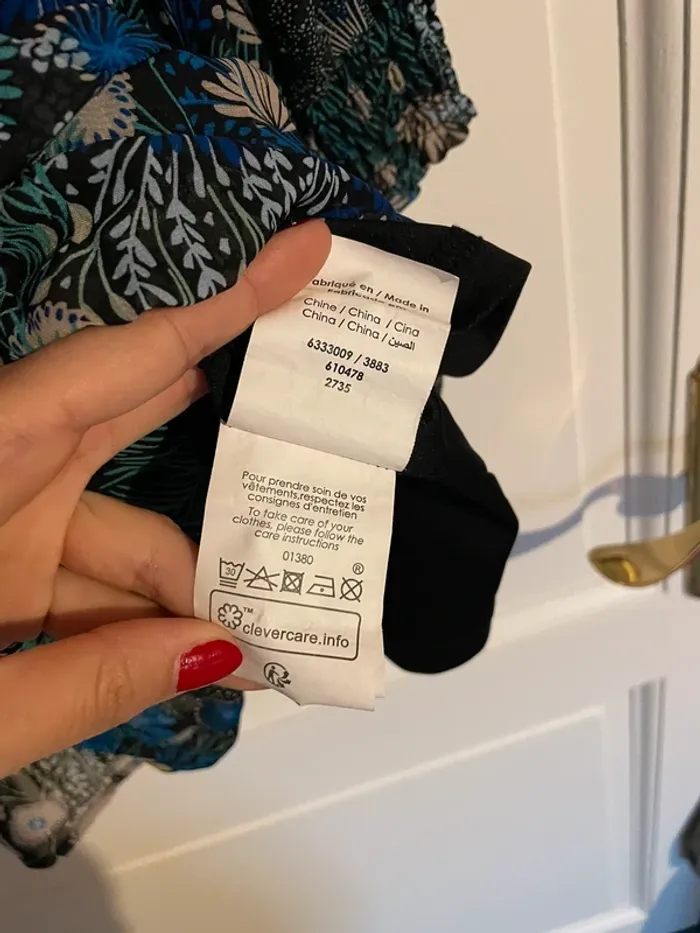 abriqué en / Made in
Chine / China / Cina
China / China / الصين
6333009 / 3883
610478
2735
Pour prendre soin de vos
vêtements,respectez les
consignes d'entretien
To take care of your
clothes, please follow the
care instructions
01380
®
30
™
clevercare.info